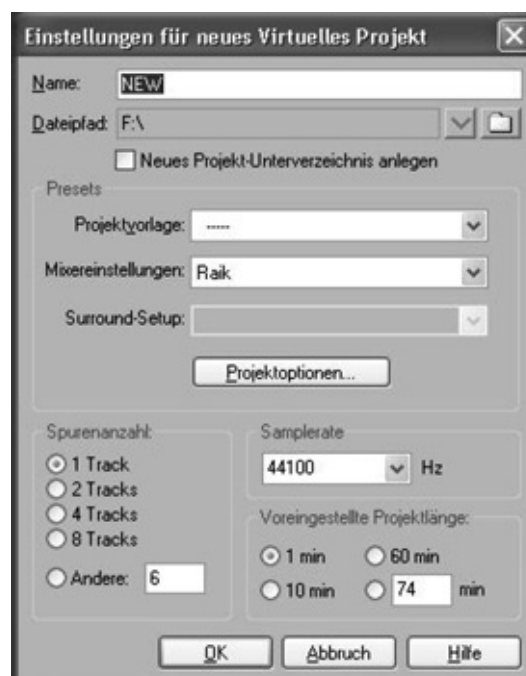 Einstellungen für neues Virtuelles Projekt
Name: NEW
Dateipfad: F:\
Neues Projekt-Unterverzeichnis anlegen
Presets
Projektvorlage: -----
Mixereinstellungen: Raik
Surround-Setup:
Projektoptionen...
Spurenanzahl:
1 Track
2 Tracks
4 Tracks
8 Tracks
Andere: 6
Samplerate
44100 Hz
Voreingestellte Projektlänge:
1 min 60 min
10 min 74 min
OK Abbruch Hilfe